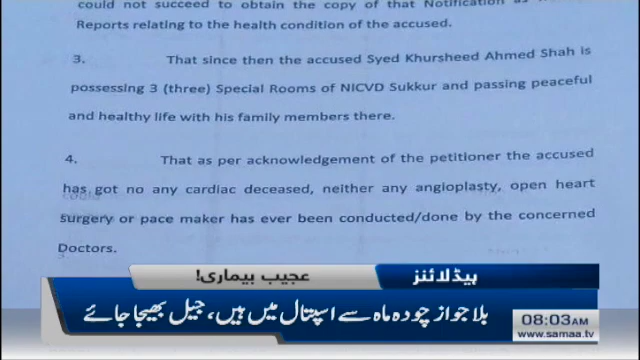 could not succeed to obtain the copy of that Notification as
Reports relating to the health condition of the accused.
3. That since then the accused Syed Khursheed Ahmed Shah is
possessing 3 (three) Special Rooms of NICVD Sukkur and passing peaceful
and healthy life with his family members there.
4. That as per acknowledgement of the petitioner the accused
has got no any cardiac deceased, neither any angioplasty, open heart
surgery or pace maker has ever been conducted/done by the concerned
Doctors.
ہیڈلائنز
عجیب بیماری!
بلاجواز چودہ ماہ سے اسپتال میں ہیں، جیل بھیجا جائے
08:03AM
www.samaa.tv